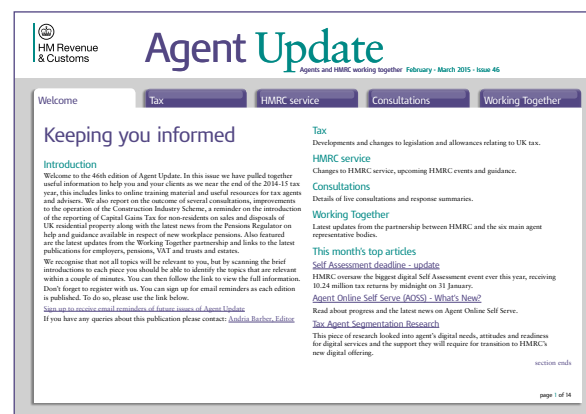 HM Revenue
& Customs
Agent Update
Agents and HMRC working together February - March 2015 - Issue 46
Welcome
Tax
HMRC service
Consultations
Working Together
Keeping you informed
Introduction
Welcome to the 46th edition of Agent Update. In this issue we have pulled together
useful information to help you and your clients as we near the end of the 2014-15 tax
year, this includes links to online training material and useful resources for tax agents
and advisers. We also report on the outcome of several consultations, improvements
to the operation of the Construction Industry Scheme, a reminder on the introduction
of the reporting of Capital Gains Tax for non-residents on sales and disposals of
UK residential property along with the latest news from the Pensions Regulator on
help and guidance available in respect of new workplace pensions. Also featured
are the latest updates from the Working Together partnership and links to the latest
publications for employers, pensions, VAT and trusts and estates.
We recognise that not all topics will be relevant to you, but by scanning the brief
introductions to each piece you should be able to identify the topics that are relevant
within a couple of minutes. You can then follow the link to view the full information.
Don't forget to register with us. You can sign up for email reminders as each edition
is published. To do so, please use the link below.
Sign up to receive email reminders of future issues of Agent Update
If you have any queries about this publication please contact: Andria Barber, Editor
Tax
Developments and changes to legislation and allowances relating to UK tax.
HMRC service
Changes to HMRC service, upcoming HMRC events and guidance.
Consultations
Details of live consultations and response summaries.
Working Together
Latest updates from the partnership between HMRC and the six main agent
representative bodies.
This month's top articles
Self Assessment deadline - update
HMRC oversaw the biggest digital Self Assessment event ever this year, receiving
10.24 million tax returns by midnight on 31 January.
Agent Online Self Serve (AOSS) - What's New?
Read about progress and the latest news on Agent Online Self Serve.
Tax Agent Segmentation Research
This piece of research looked into agent's digital needs, attitudes and readiness
for digital services and the support they will require for transition to HMRC's
new digital offering.
section ends
page 1 of 14